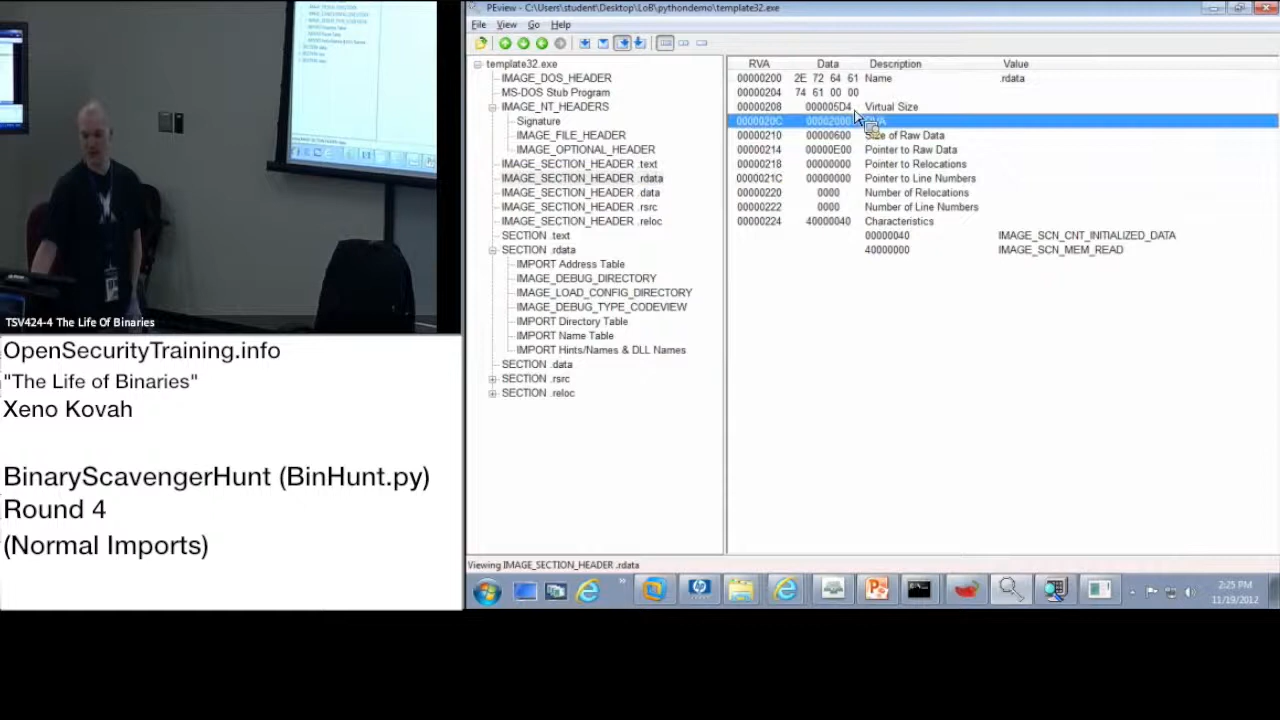 PEview - C:\Users\student\Desktop\LoB\pythondemo\template32.exe
File View Go Help
template32.exe
IMAGE_DOS_HEADER
MS-DOS Stub Program
IMAGE_NT_HEADERS
Signature
IMAGE_FILE_HEADER
IMAGE_OPTIONAL_HEADER
IMAGE_SECTION_HEADER .text
IMAGE_SECTION_HEADER .rdata
IMAGE_SECTION_HEADER .data
IMAGE_SECTION_HEADER .rsrc
IMAGE_SECTION_HEADER .reloc
SECTION .text
SECTION .rdata
IMPORT Address Table
IMAGE_DEBUG_DIRECTORY
IMAGE_LOAD_CONFIG_DIRECTORY
IMAGE_DEBUG_TYPE_CODEVIEW
IMPORT Directory Table
IMPORT Name Table
IMPORT Hints/Names & DLL Names
SECTION .data
SECTION .rsrc
SECTION .reloc
RVA Data Description Value
00000200 2E 72 64 61 Name .rdata
00000204 74 61 00 00
00000208 000005D4 Virtual Size
0000020C 00002000 RVA
00000210 00000600 Size of Raw Data
00000214 00000E00 Pointer to Raw Data
00000218 00000000 Pointer to Relocations
0000021C 00000000 Pointer to Line Numbers
00000220 0000 Number of Relocations
00000222 0000 Number of Line Numbers
00000224 40000040 Characteristics
00000040 IMAGE_SCN_CNT_INITIALIZED_DATA
40000000 IMAGE_SCN_MEM_READ
Viewing IMAGE_SECTION_HEADER .rdata
2:25 PM
11/19/2012
TSV424-4 The Life Of Binaries
OpenSecurityTraining.info
"The Life of Binaries"
Xeno Kovah
BinaryScavengerHunt (BinHunt.py)
Round 4
(Normal Imports)